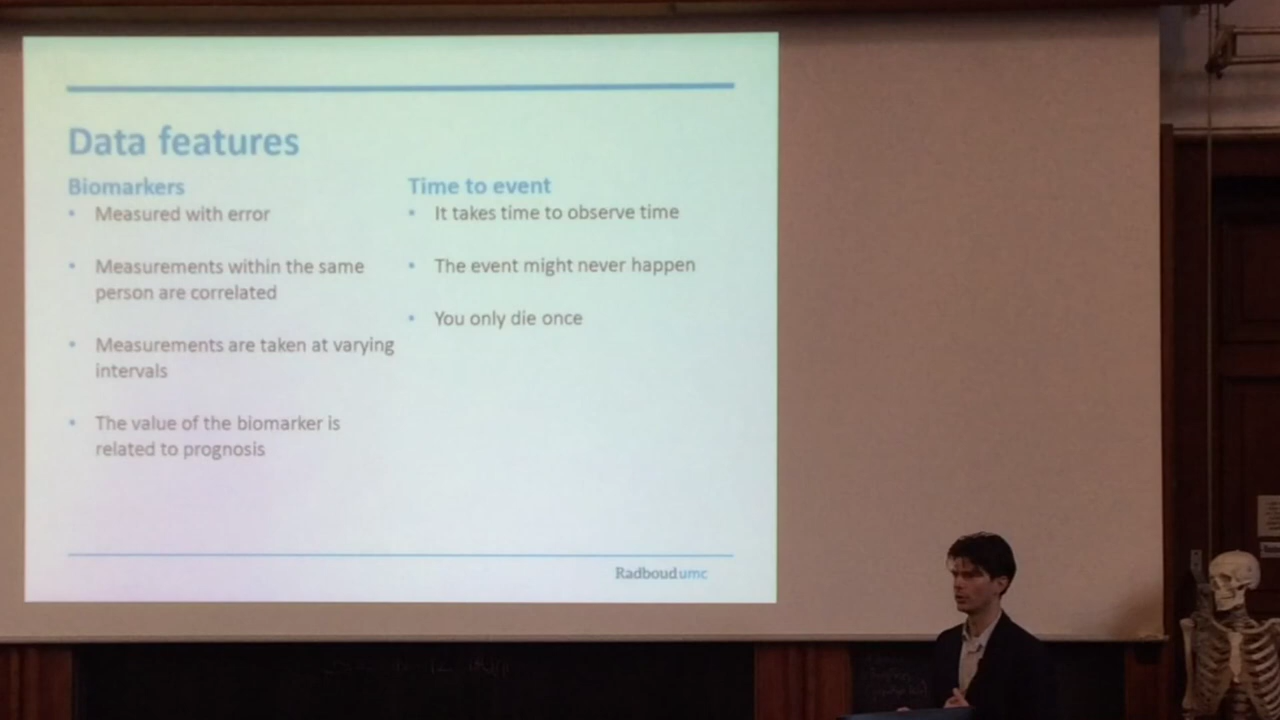 Data features
Biomarkers
• Measured with error
• Measurements within the same
person are correlated
• Measurements are taken at varying
intervals
• The value of the biomarker is
related to prognosis
Time to event
• It takes time to observe time
• The event might never happen
• You only die once
Radboudumc